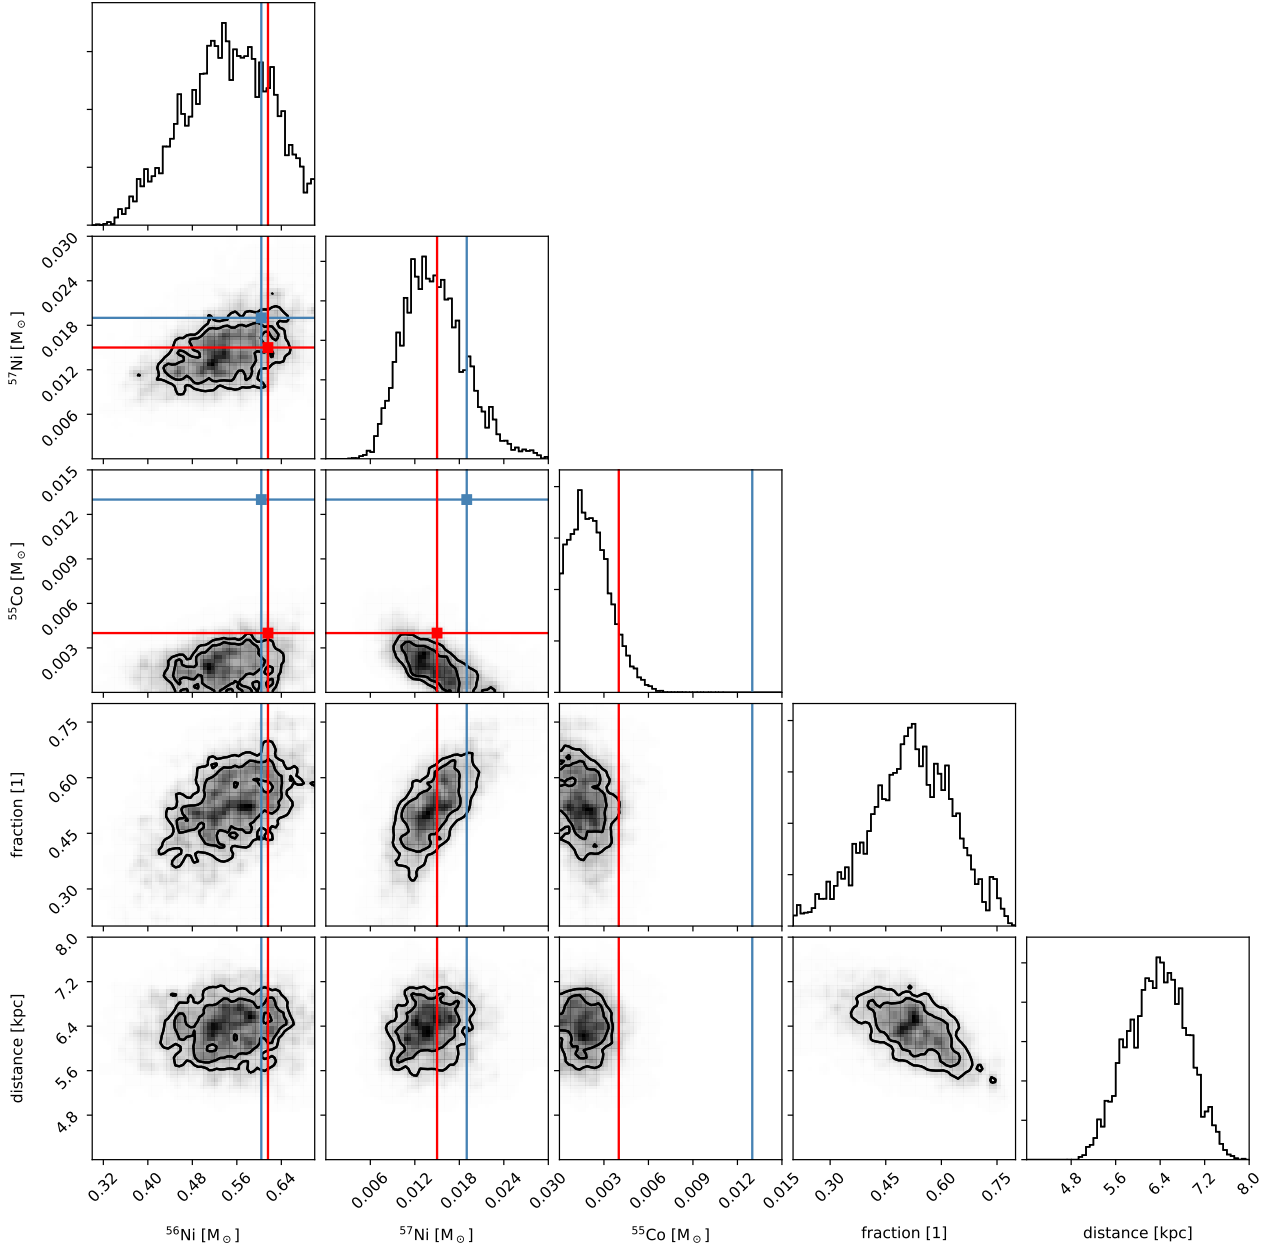 0.030
0.024
0.018
0.012
0.006
⁵⁷Ni [M⊙]
0.015
0.012
0.009
0.006
0.003
⁵⁵Co [M⊙]
0.75
0.60
0.45
0.30
fraction [1]
8.0
7.2
6.4
5.6
4.8
distance [kpc]
0.32 0.40 0.48 0.56 0.64
0.006 0.012 0.018 0.024 0.030
0.003 0.006 0.009 0.012 0.015
0.30 0.45 0.60 0.75
4.8 5.6 6.4 7.2 8.0
⁵⁶Ni [M⊙] ⁵⁷Ni [M⊙] ⁵⁵Co [M⊙] fraction [1] distance [kpc]